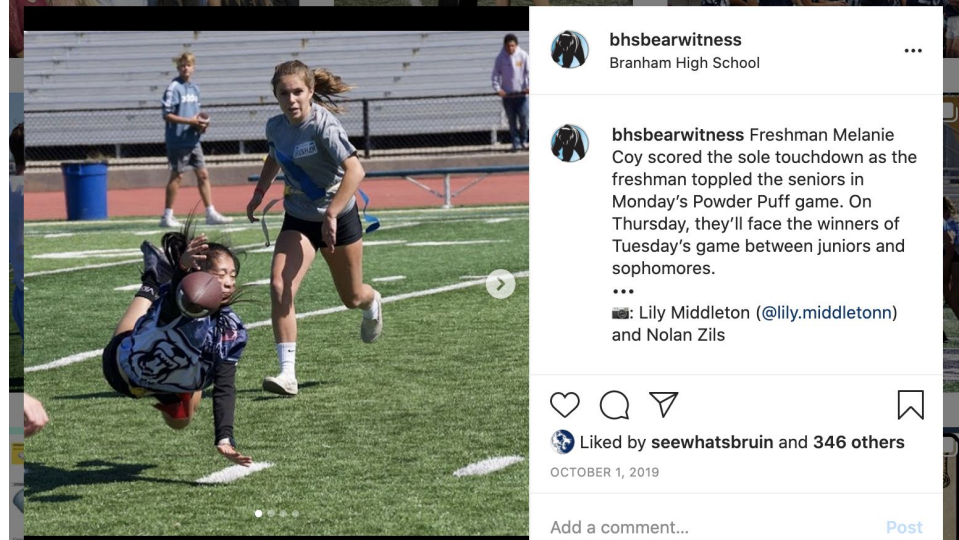 bhsbearwitness
Branham High School
bhsbearwitness Freshman Melanie
Coy scored the sole touchdown as the
freshman toppled the seniors in
Monday's Powder Puff game. On
Thursday, they'll face the winners of
Tuesday's game between juniors and
sophomores.
•••
📷: Lily Middleton (@lily.middletonn)
and Nolan Zils
Liked by seewhatsbruin and 346 others
OCTOBER 1, 2019
Add a comment...
Post